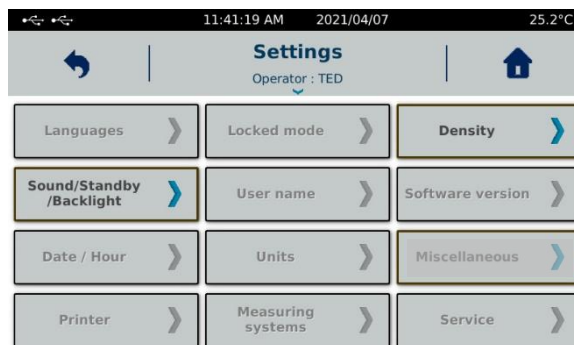 11:41:19 AM 2021/04/07 25.2°C
Settings
Operator : TED
Languages
Locked mode
Density
Sound/Standby
/Backlight
User name
Software version
Date / Hour
Units
Miscellaneous
Printer
Measuring
systems
Service